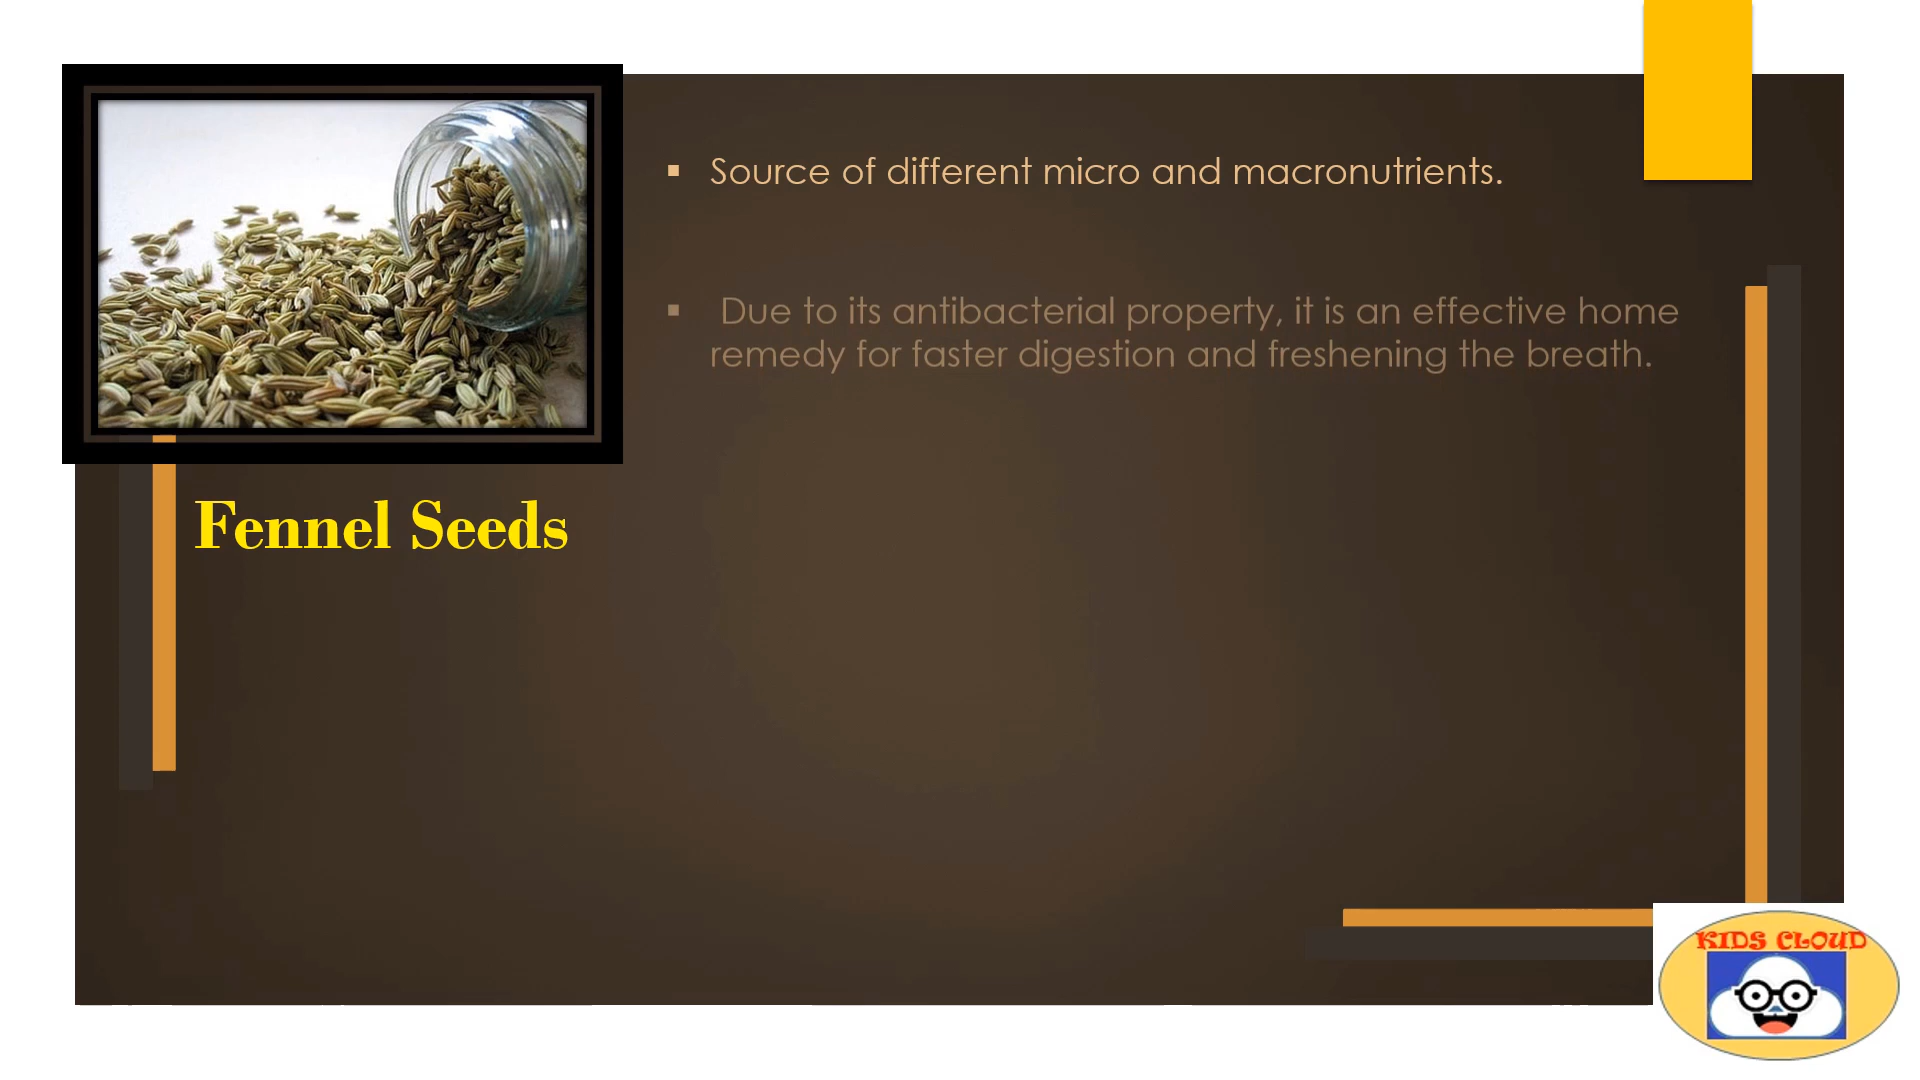 ▪ Source of different micro and macronutrients.
▪ Due to its antibacterial property, it is an effective home
remedy for faster digestion and freshening the breath.
Fennel Seeds
KIDS CLOUD